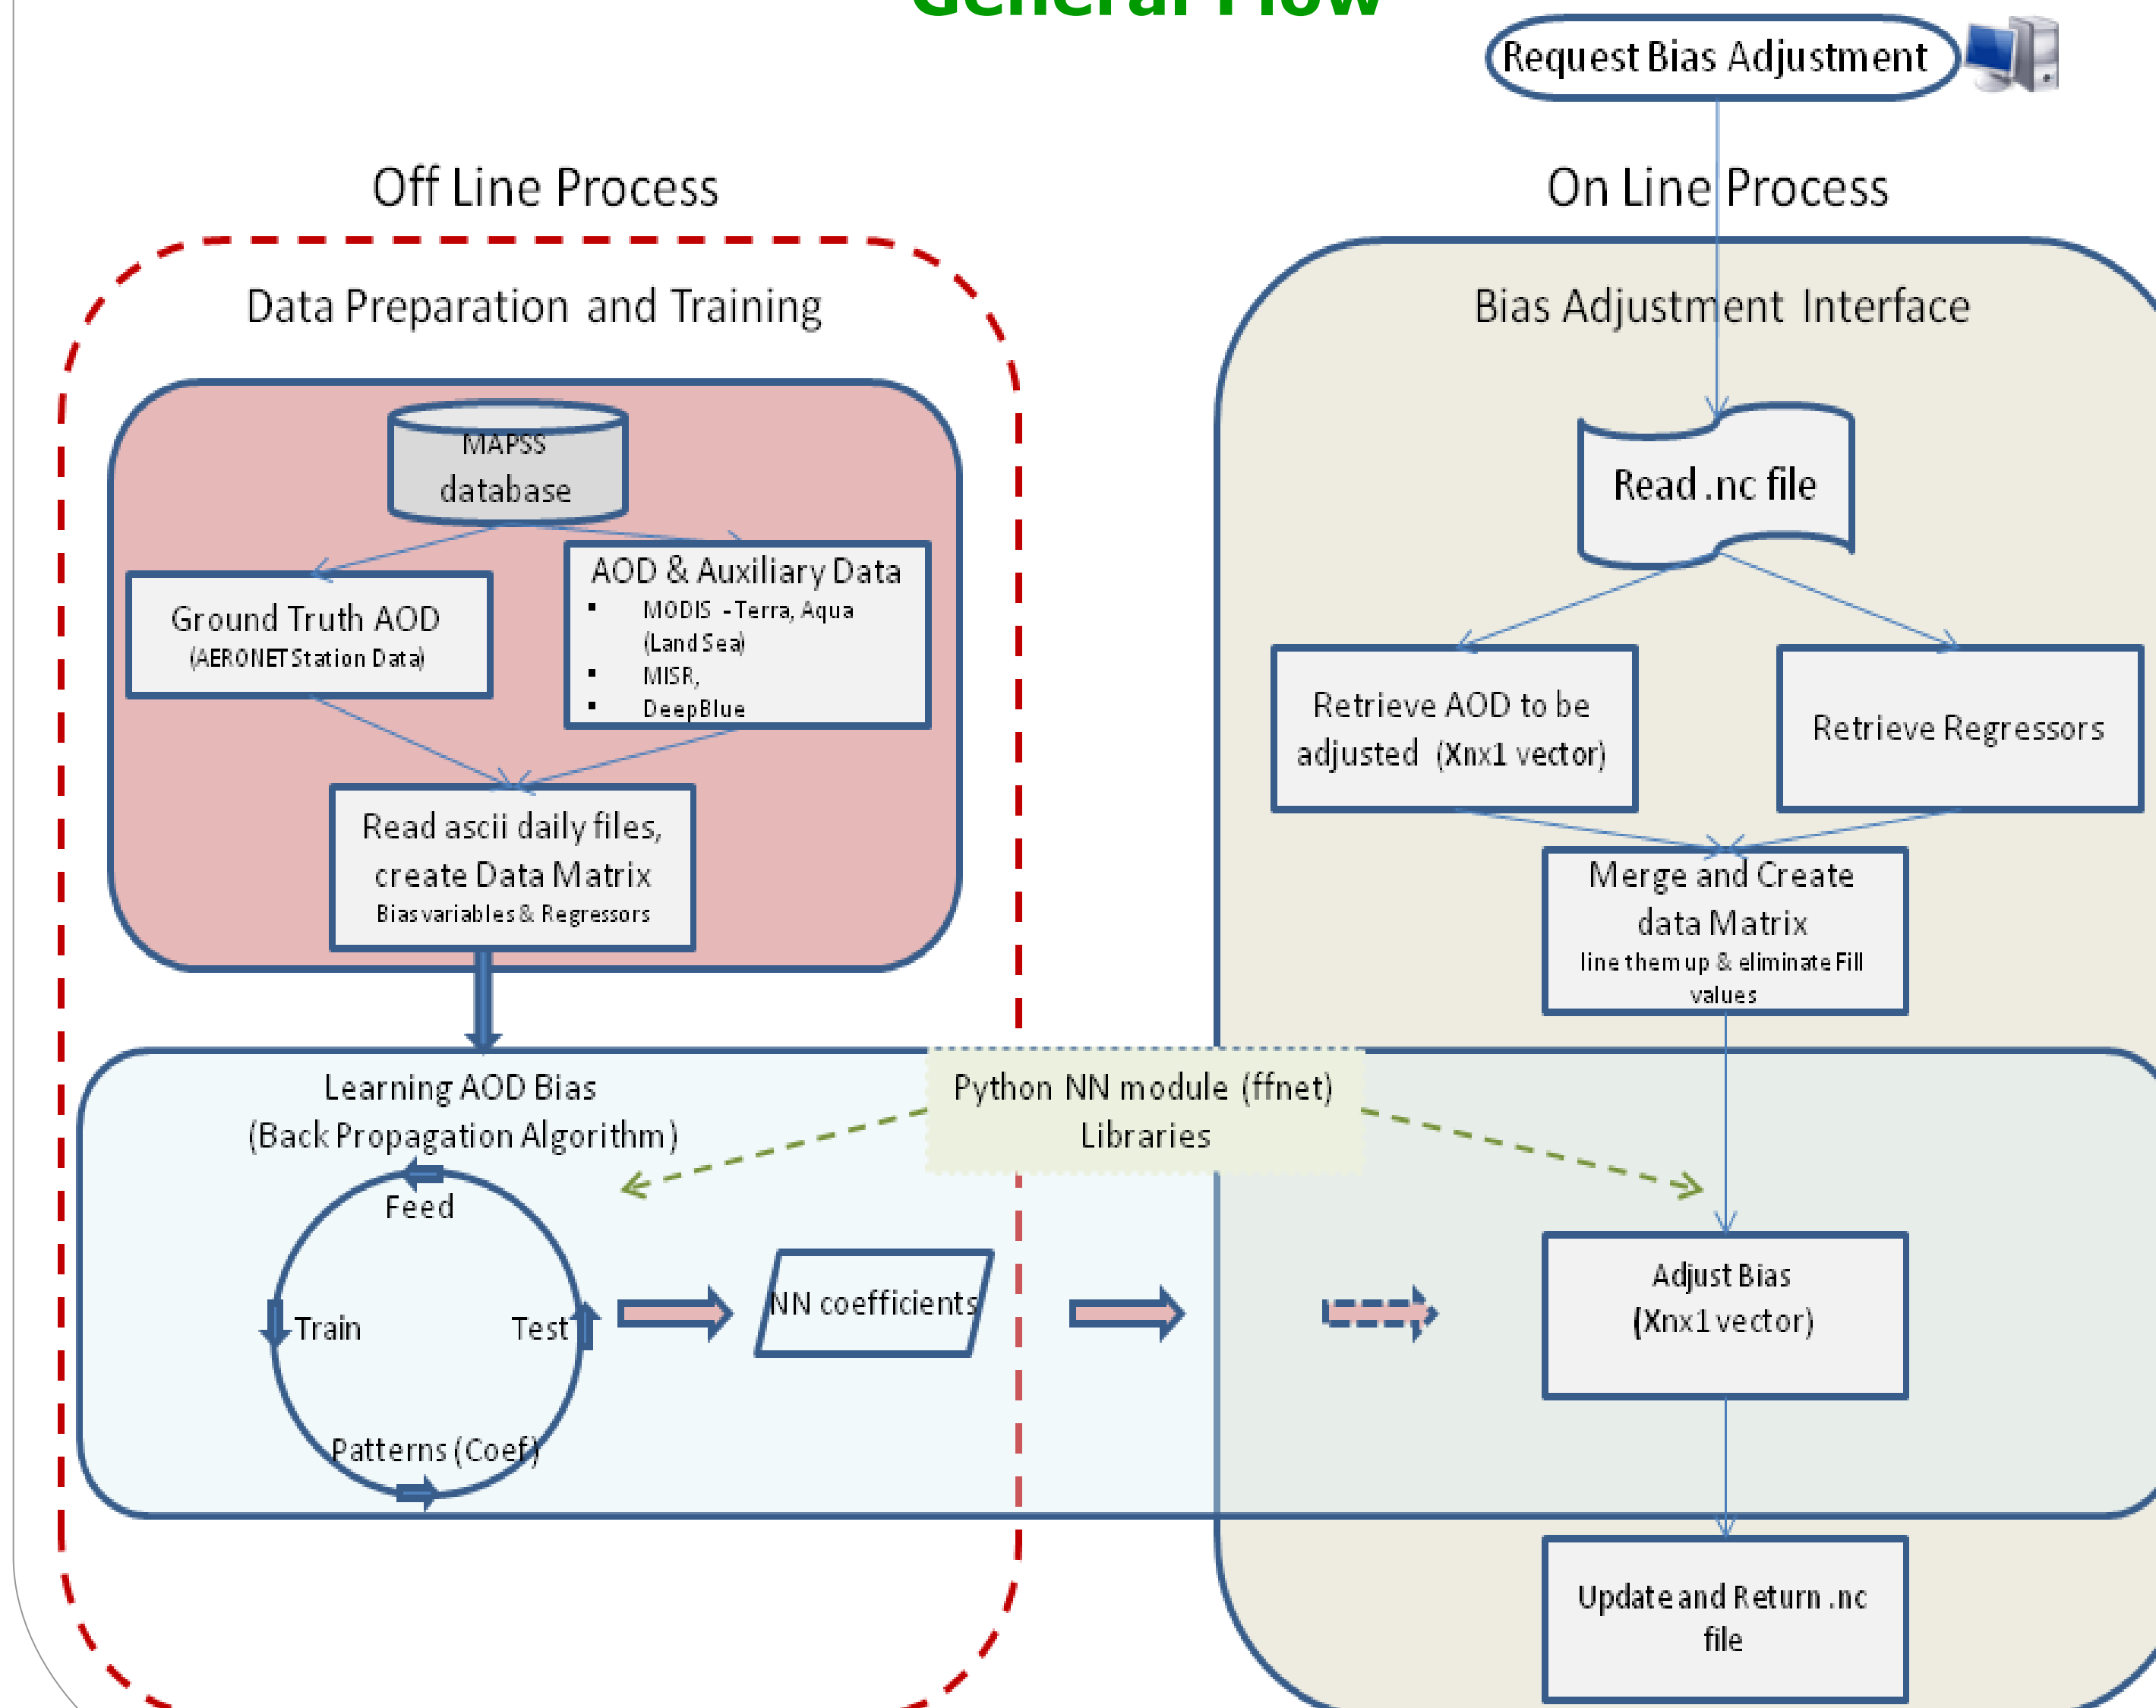 General Flow
Request Bias Adjustment
Off Line Process
On Line Process
Data Preparation and Training
Bias Adjustment Interface
MAPSS
database
Ground Truth AOD
(AERONET Station Data)
AOD & Auxiliary Data
▪ MODIS - Terra, Aqua
(Land Sea)
▪ MISR,
▪ DeepBlue
Read ascii daily files,
create Data Matrix
Bias variables & Regressors
Read .nc file
Retrieve AOD to be
adjusted (Xnx1 vector)
Retrieve Regressors
Merge and Create
data Matrix
line them up & eliminate Fill
values
Learning AOD Bias
(Back Propagation Algorithm)
Python NN module (ffnet)
Libraries
Feed
Train
Test
Patterns (Coef)
NN coefficients
Adjust Bias
(Xnx1 vector)
Update and Return .nc
file